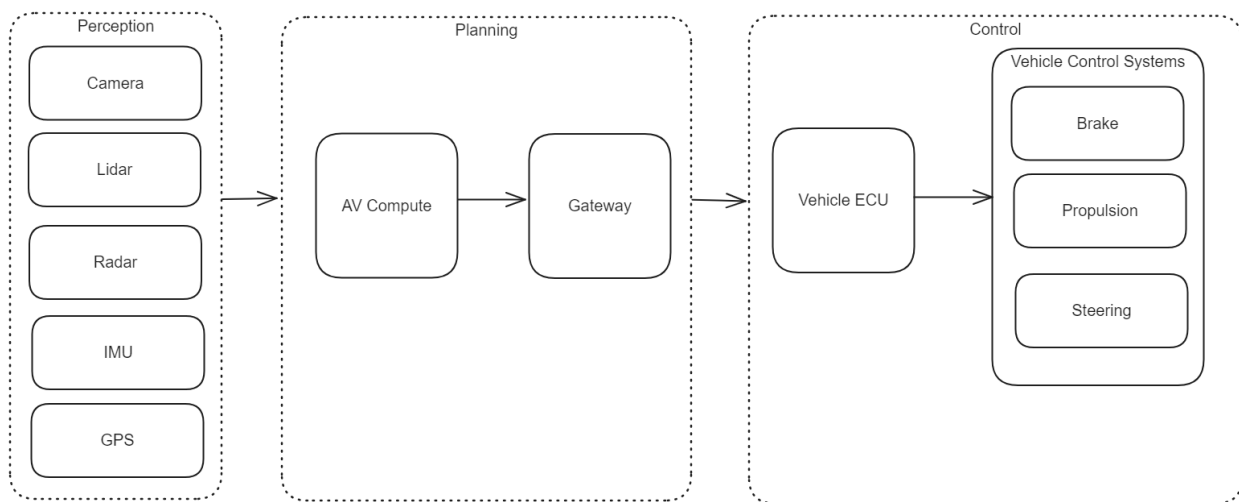 Perception
Camera
Lidar
Radar
IMU
GPS
Planning
AV Compute
Gateway
Control
Vehicle ECU
Vehicle Control Systems
Brake
Propulsion
Steering